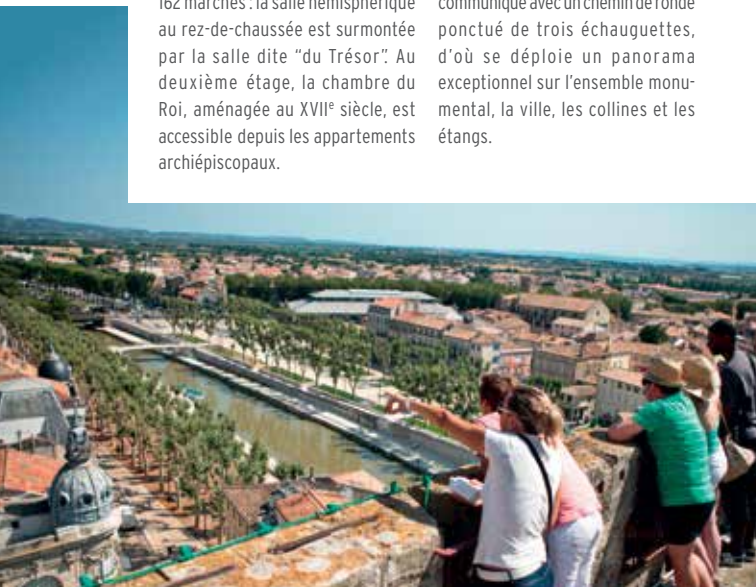 162 marches : la salle hémisphérique
au rez-de-chaussée est surmontée
par la salle dite “du Trésor”. Au
deuxième étage, la chambre du
Roi, aménagée au XVIIe siècle, est
accessible depuis les appartements
archiépiscopaux.
communique avec un chemin de ronde
ponctué de trois échauguettes,
d’où se déploie un panorama
exceptionnel sur l’ensemble monu-
mental, la ville, les collines et les
étangs.